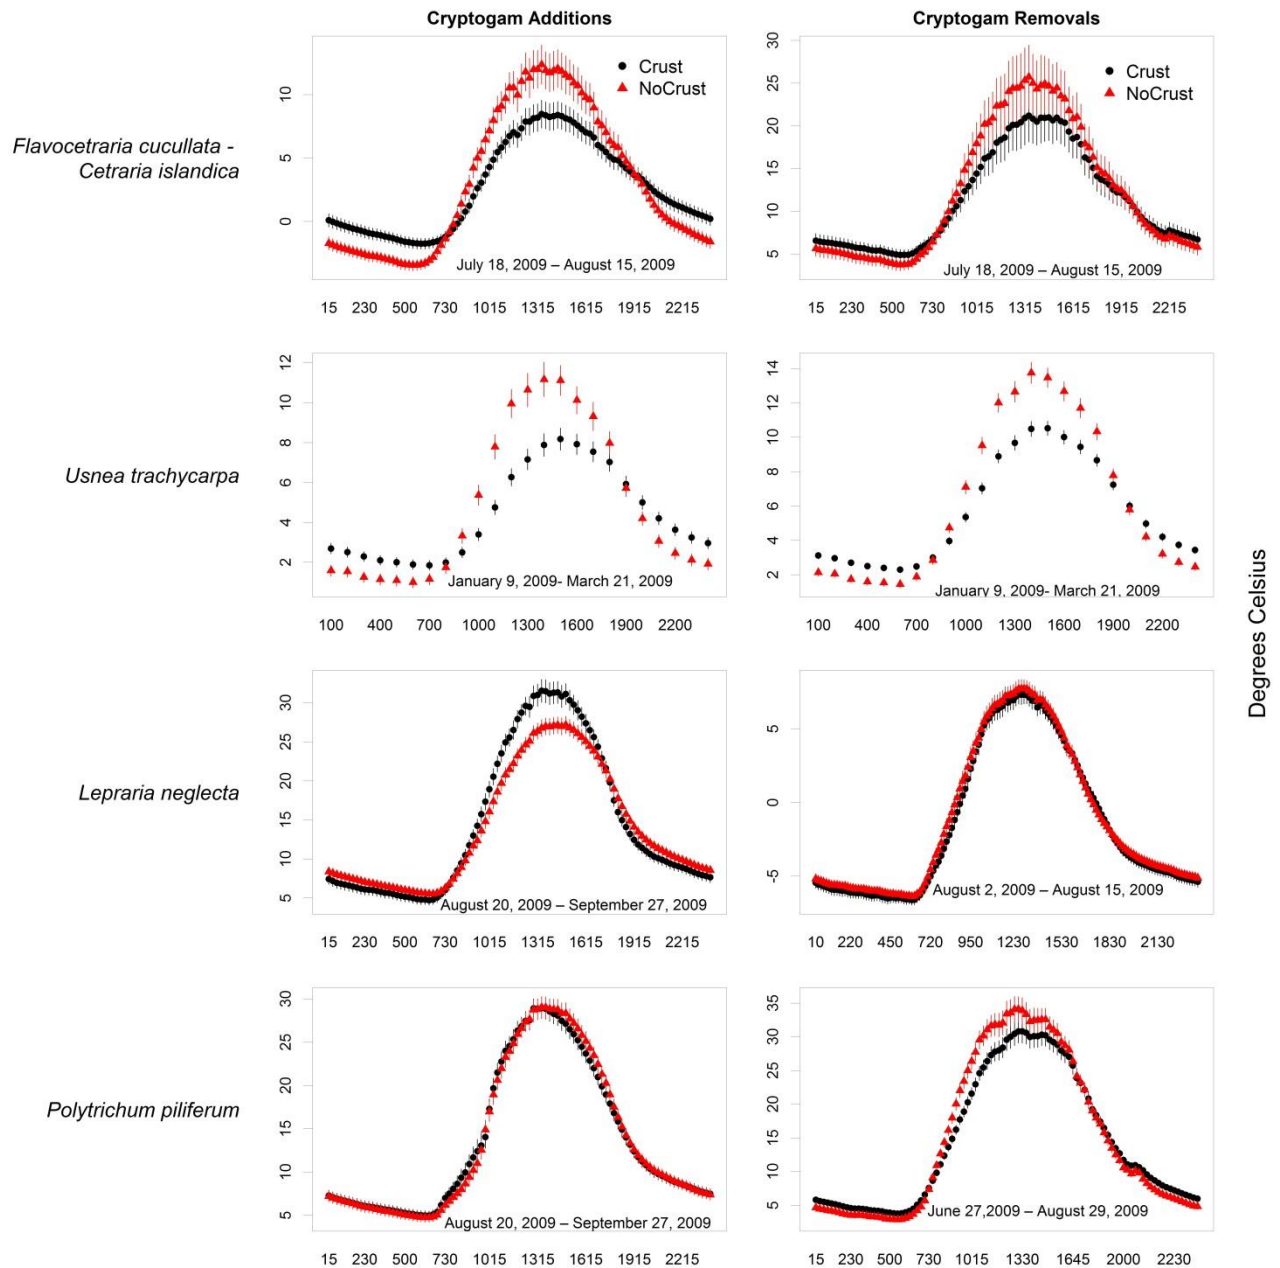 Cryptogam Additions
Cryptogam Removals
Flavocetraria cucullata -
Cetraria islandica
10
5
0
Crust
NoCrust
July 18, 2009 – August 15, 2009
15 230 500 730 1015 1315 1615 1915 2215
30
25
20
15
10
5
Crust
NoCrust
July 18, 2009 – August 15, 2009
15 230 500 730 1015 1315 1615 1915 2215
Usnea trachycarpa
12
10
8
6
4
2
January 9, 2009- March 21, 2009
100 400 700 1000 1300 1600 1900 2200
14
12
10
8
6
4
2
January 9, 2009- March 21, 2009
100 400 700 1000 1300 1600 1900 2200
Degrees Celsius
Lepraria neglecta
30
25
20
15
10
5
August 20, 2009 – September 27, 2009
15 230 500 730 1015 1315 1615 1915 2215
5
0
-5
August 2, 2009 – August 15, 2009
10 220 450 720 950 1230 1530 1830 2130
Polytrichum piliferum
30
25
20
15
10
5
August 20, 2009 – September 27, 2009
15 230 500 730 1015 1315 1615 1915 2215
35
30
25
20
15
10
5
June 27,2009 – August 29, 2009
15 230 500 730 1015 1330 1645 2000 2230